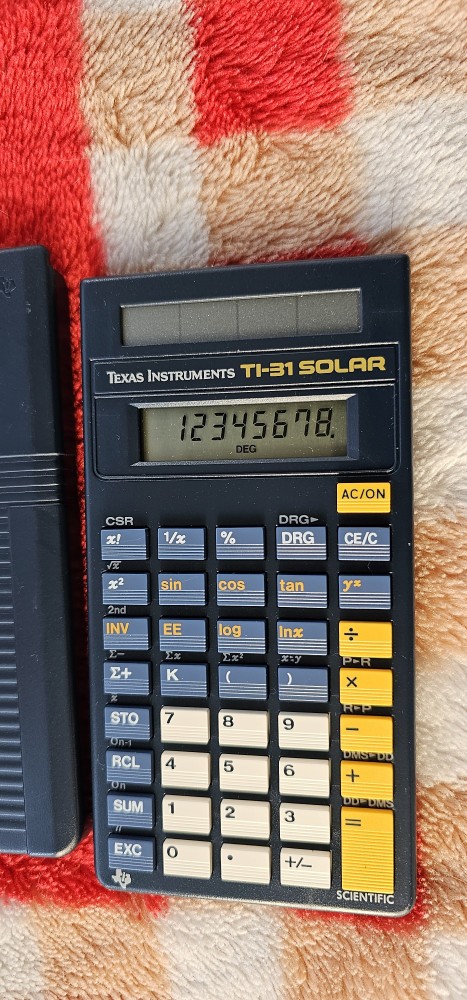 TEXAS INSTRUMENTS TI-31 SOLAR
12345678.
DEG
AC/ON
CSR DRG►
x! 1/x % DRG CE/C
√x
x² sin cos tan yˣ
2nd
INV EE log lnx ÷
Σ− Σx Σx² x:y P►R
Σ+ K ( ) ×
R►P
STO 7 8 9 −
σn-1 DMS►DD
RCL 4 5 6 +
σn DD►DMS
SUM 1 2 3 =
EXC 0 . +/−
SCIENTIFIC